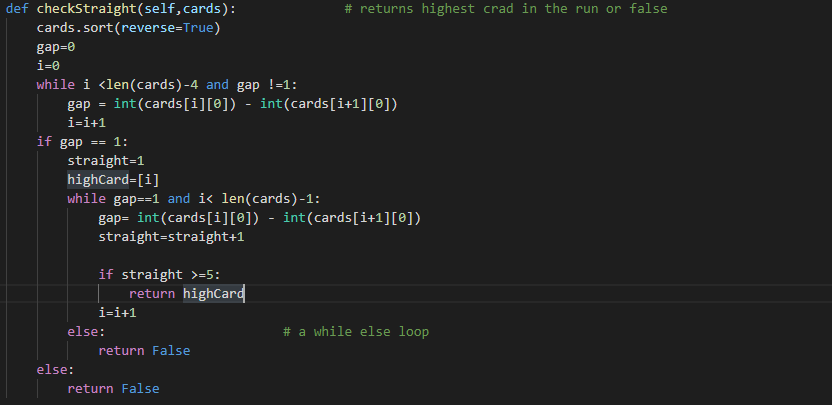 def checkStraight(self,cards):              # returns highest crad in the run or false
    cards.sort(reverse=True)
    gap=0
    i=0
    while i <len(cards)-4 and gap !=1:
        gap = int(cards[i][0]) - int(cards[i+1][0])
        i=i+1
    if gap == 1:
        straight=1
        highCard=[i]
        while gap==1 and i< len(cards)-1:
            gap= int(cards[i][0]) - int(cards[i+1][0])
            straight=straight+1
            if straight >=5:
                return highCard
            i=i+1
        else:                       # a while else loop
            return False
    else:
        return False